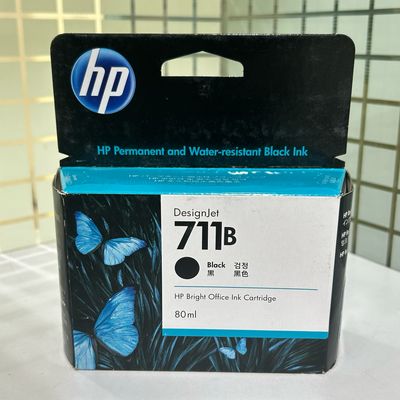 hp
HP Permanent and Water-resistant Black Ink
DesignJet
711B
Black 검정
黒 黑色
HP Bright Office Ink Cartridge
80ml